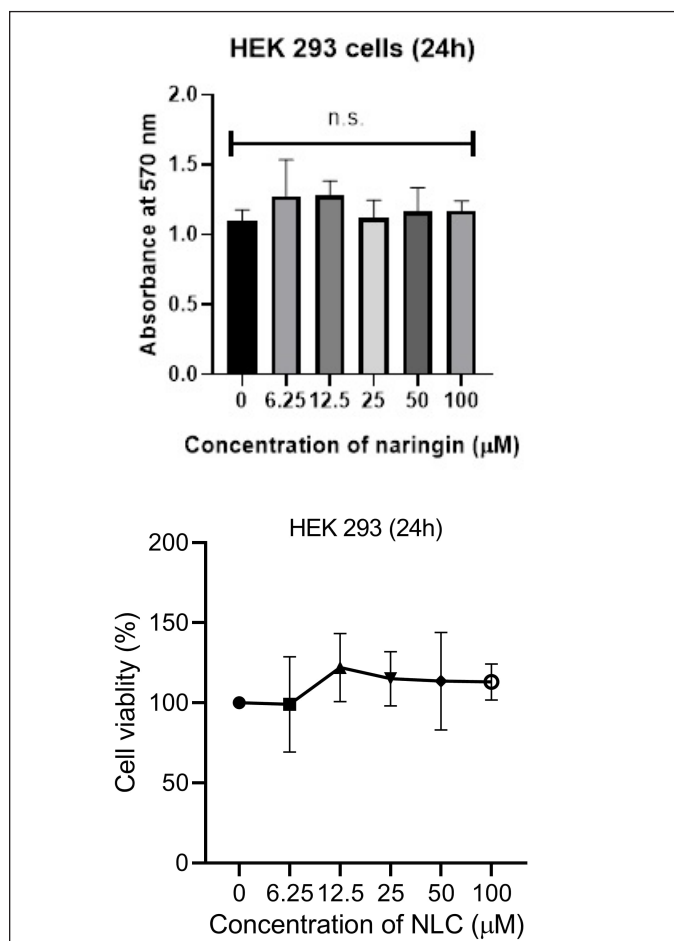 HEK 293 cells (24h)
2.0
n.s.
1.5
1.0
0.5
0.0
Absorbance at 570 nm
0 6.25 12.5 25 50 100
Concentration of naringin (μM)
HEK 293 (24h)
200
150
100
50
0
Cell viablity (%)
0 6.25 12.5 25 50 100
Concentration of NLC (μM)